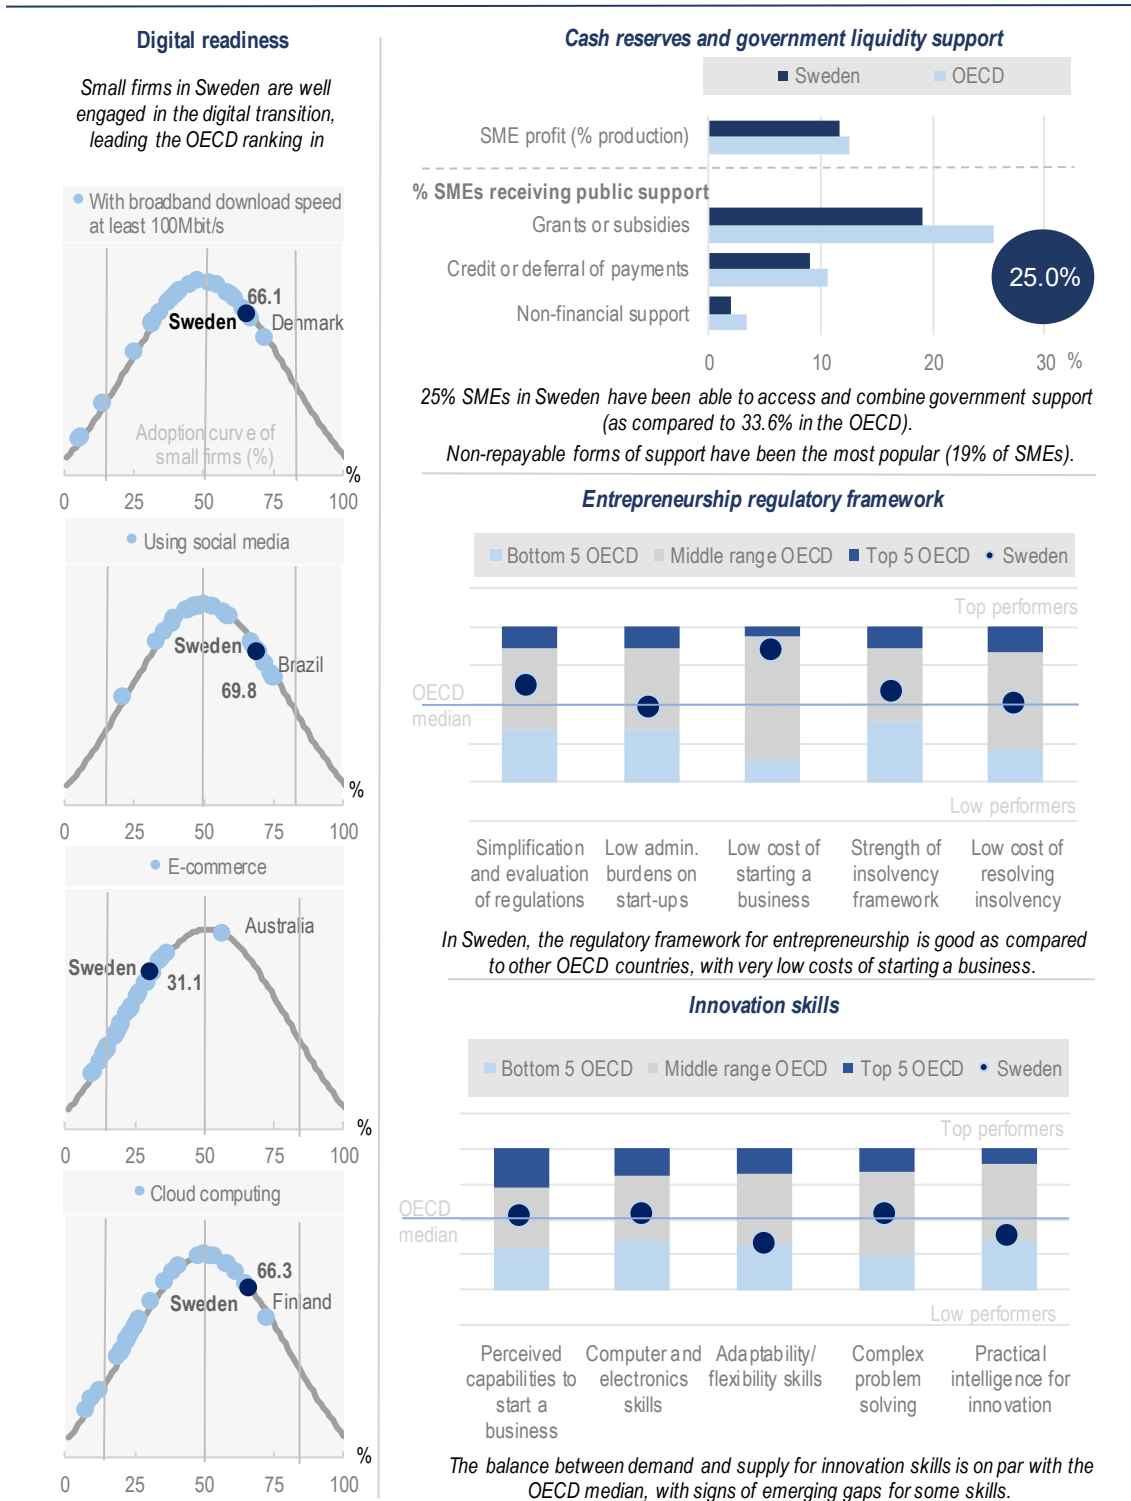 Digital readiness
Small firms in Sweden are well
engaged in the digital transition,
leading the OECD ranking in
With broadband download speed
at least 100Mbit/s
66.1
Sweden
Denmark
Adoption curve of
small firms (%)
%
0 25 50 75 100
Using social media
Sweden
Brazil
69.8
%
0 25 50 75 100
E-commerce
Australia
Sweden
31.1
%
0 25 50 75 100
Cloud computing
66.3
Sweden
Finland
%
0 25 50 75 100
Cash reserves and government liquidity support
Sweden OECD
SME profit (% production)
% SMEs receiving public support
Grants or subsidies
Credit or deferral of payments
25.0%
Non-financial support
0 10 20 30 %
25% SMEs in Sweden have been able to access and combine government support
(as compared to 33.6% in the OECD).
Non-repayable forms of support have been the most popular (19% of SMEs).
Entrepreneurship regulatory framework
Bottom 5 OECD Middle range OECD Top 5 OECD Sweden
Top performers
OECD
median
Low performers
Simplification
and evaluation
of regulations
Low admin.
burdens on
start-ups
Low cost of
starting a
business
Strength of
insolvency
framework
Low cost of
resolving
insolvency
In Sweden, the regulatory framework for entrepreneurship is good as compared
to other OECD countries, with very low costs of starting a business.
Innovation skills
Bottom 5 OECD Middle range OECD Top 5 OECD Sweden
Top performers
OECD
median
Low performers
Perceived
capabilities to
start a
business
Computer and
electronics
skills
Adaptability/
flexibility skills
Complex
problem
solving
Practical
intelligence for
innovation
The balance between demand and supply for innovation skills is on par with the
OECD median, with signs of emerging gaps for some skills.